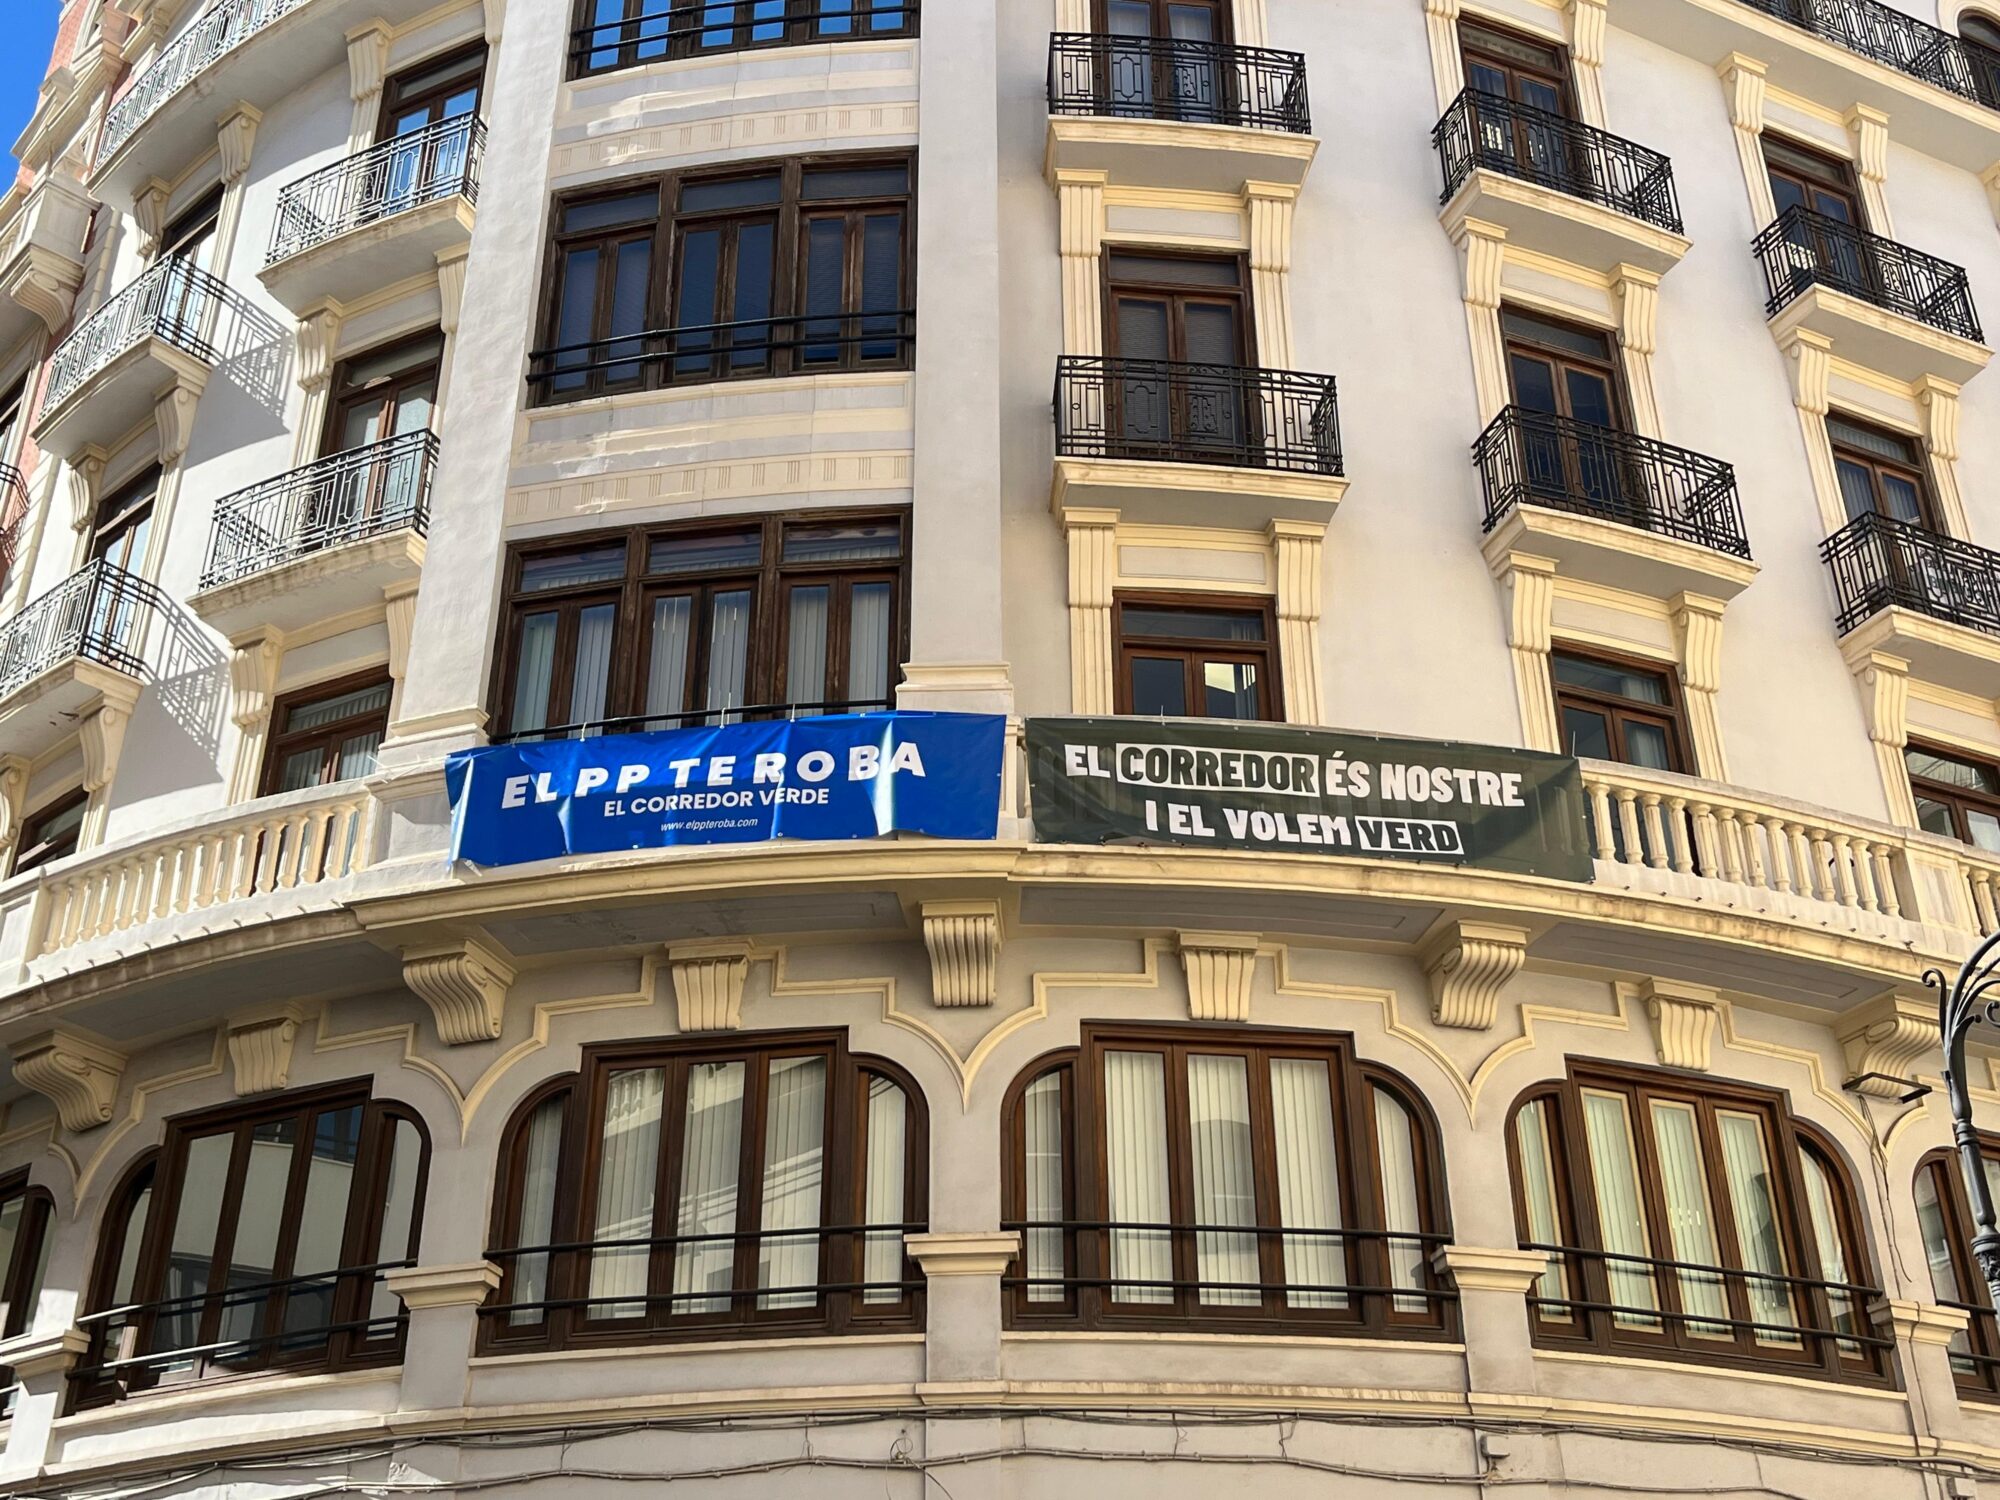 EL PP TE ROBA
EL CORREDOR VERDE
www.elppteroba.com
EL CORREDOR ÉS NOSTRE
I EL VOLEM VERD